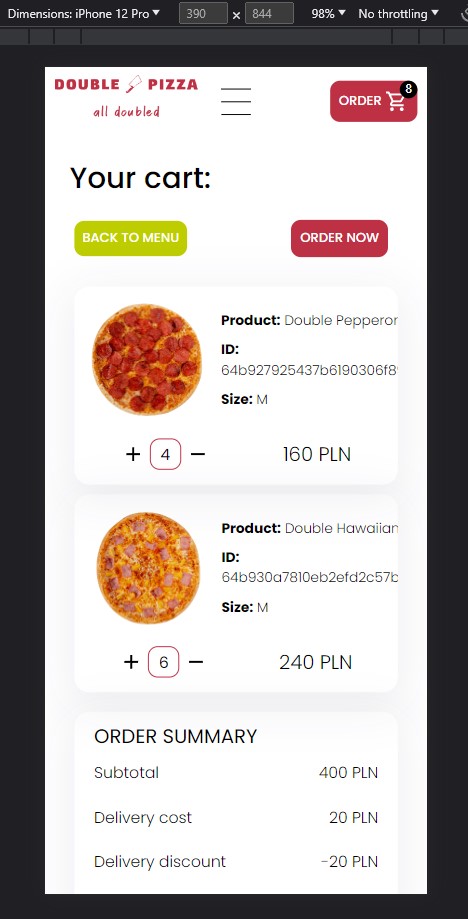 Dimensions: iPhone 12 Pro 390 × 844 98% No throttling
DOUBLE PIZZA
all doubled
ORDER 8
Your cart:
BACK TO MENU ORDER NOW
Product: Double Pepperon
ID:
64b927925437b6190306f8
Size: M
+ 4 − 160 PLN
Product: Double Hawaiian
ID:
64b930a7810eb2efd2c57b
Size: M
+ 6 − 240 PLN
ORDER SUMMARY
Subtotal 400 PLN
Delivery cost 20 PLN
Delivery discount -20 PLN